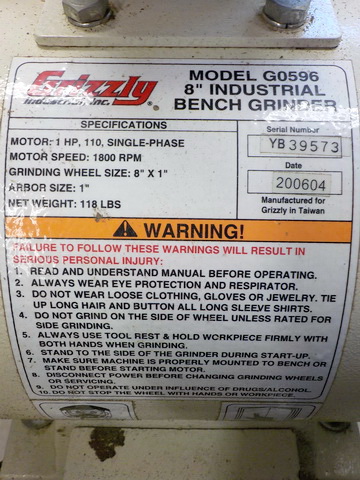 Grizzly
Industrial, Inc.®
MODEL G0596
8" INDUSTRIAL
BENCH GRINDER
SPECIFICATIONS
MOTOR: 1 HP, 110, SINGLE-PHASE
MOTOR SPEED: 1800 RPM
GRINDING WHEEL SIZE: 8" X 1"
ARBOR SIZE: 1"
NET WEIGHT: 118 LBS
Serial Number
YB39573
Date
200604
Manufactured for
Grizzly in Taiwan
WARNING!
FAILURE TO FOLLOW THESE WARNINGS WILL RESULT IN
SERIOUS PERSONAL INJURY:
1. READ AND UNDERSTAND MANUAL BEFORE OPERATING.
2. ALWAYS WEAR EYE PROTECTION AND RESPIRATOR.
3. DO NOT WEAR LOOSE CLOTHING, GLOVES OR JEWELRY. TIE
UP LONG HAIR AND BUTTON ALL LONG SLEEVE SHIRTS.
4. DO NOT GRIND ON THE SIDE OF WHEEL UNLESS RATED FOR
SIDE GRINDING.
5. ALWAYS USE TOOL REST & HOLD WORKPIECE FIRMLY WITH
BOTH HANDS WHEN GRINDING.
6. STAND TO THE SIDE OF THE GRINDER DURING START-UP.
7. MAKE SURE MACHINE IS PROPERLY MOUNTED TO BENCH OR
STAND BEFORE STARTING MOTOR.
8. DISCONNECT POWER BEFORE CHANGING GRINDING WHEELS
OR SERVICING.
9. DO NOT OPERATE UNDER INFLUENCE OF DRUGS/ALCOHOL.
10. DO NOT STOP THE WHEEL WITH HANDS OR WORKPIECE.